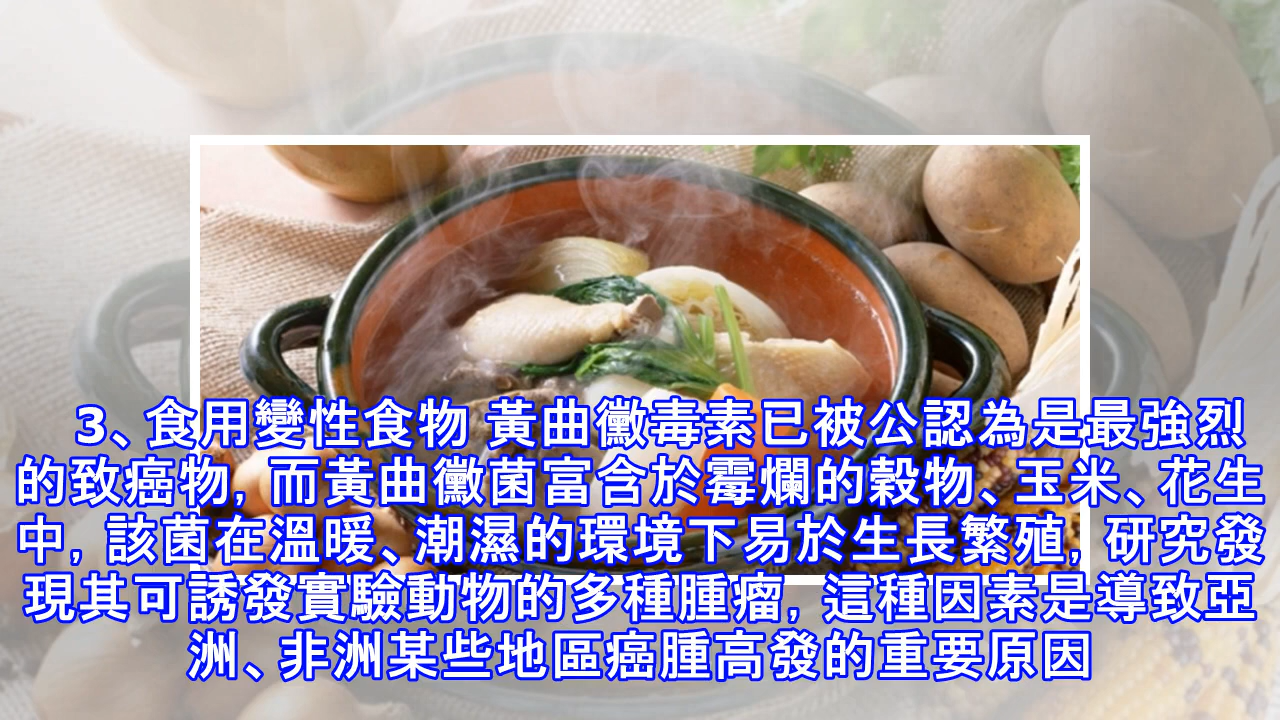 3、食用變性食物 黃曲黴毒素已被公認為是最強烈
的致癌物, 而黃曲黴菌富含於霉爛的穀物、玉米、花生
中, 該菌在溫暖、潮濕的環境下易於生長繁殖, 研究發
現其可誘發實驗動物的多種腫瘤, 這種因素是導致亞
洲、非洲某些地區癌腫高發的重要原因